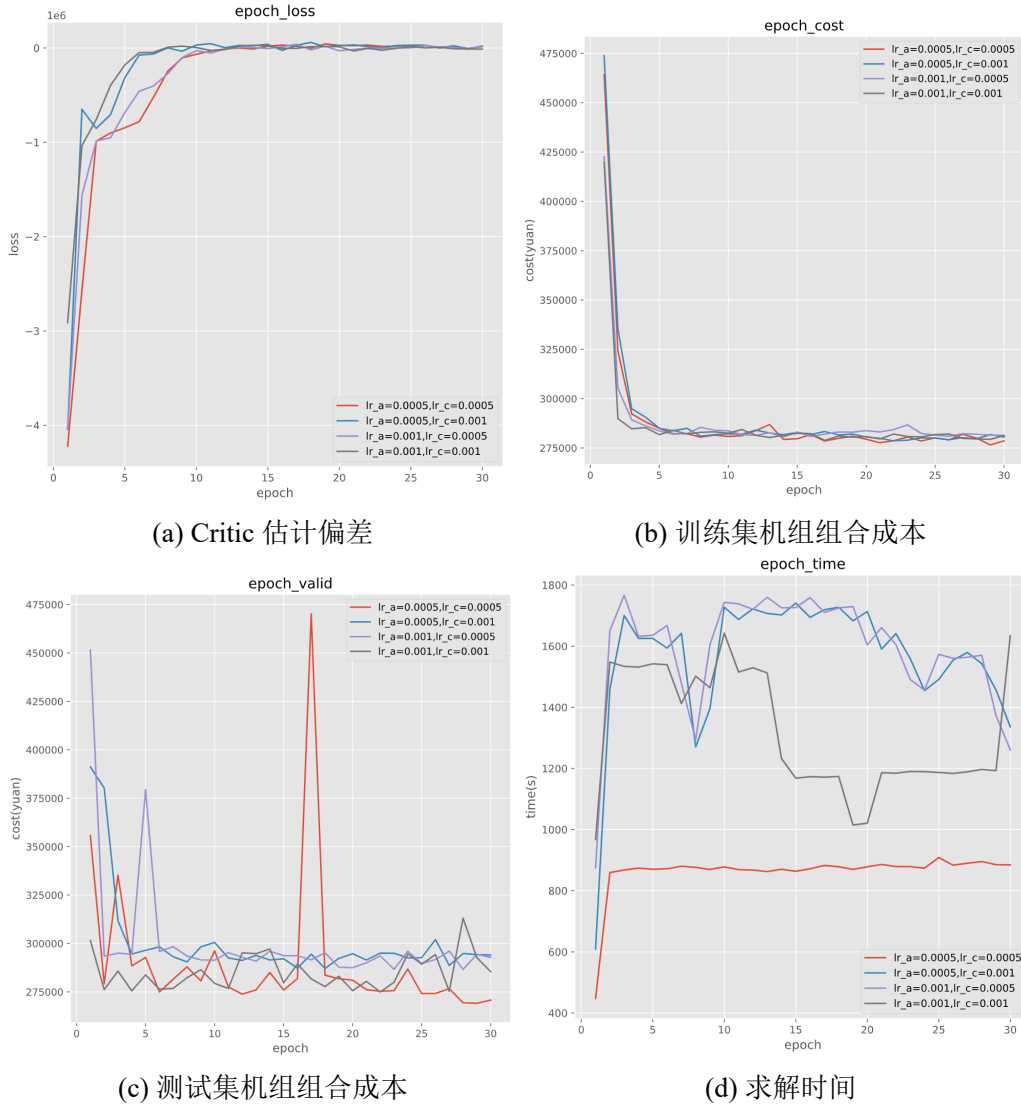 epoch_loss
1e6
0
−1
−2
−3
−4
loss
0
5
10
15
20
25
30
epoch
lr_a=0.0005,lr_c=0.0005
lr_a=0.0005,lr_c=0.001
lr_a=0.001,lr_c=0.0005
lr_a=0.001,lr_c=0.001
(a) Critic 估计偏差
epoch_cost
475000
450000
425000
400000
375000
350000
325000
300000
275000
cost(yuan)
0
5
10
15
20
25
30
epoch
lr_a=0.0005,lr_c=0.0005
lr_a=0.0005,lr_c=0.001
lr_a=0.001,lr_c=0.0005
lr_a=0.001,lr_c=0.001
(b) 训练集机组组合成本
epoch_valid
475000
450000
425000
400000
375000
350000
325000
300000
275000
cost(yuan)
0
5
10
15
20
25
30
epoch
lr_a=0.0005,lr_c=0.0005
lr_a=0.0005,lr_c=0.001
lr_a=0.001,lr_c=0.0005
lr_a=0.001,lr_c=0.001
(c) 测试集机组组合成本
epoch_time
1800
1600
1400
1200
1000
800
600
400
time(s)
0
5
10
15
20
25
30
epoch
lr_a=0.0005,lr_c=0.0005
lr_a=0.0005,lr_c=0.001
lr_a=0.001,lr_c=0.0005
lr_a=0.001,lr_c=0.001
(d) 求解时间